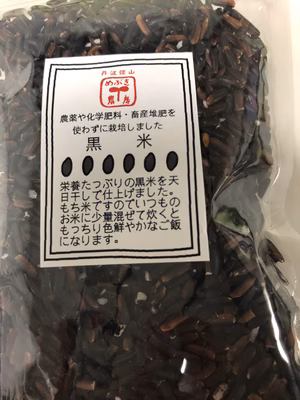 丹波篠山
めぶき
農房
農薬や化学肥料・畜産堆肥を
使わずに栽培しました
黒米
栄養たっぷりの黒米を天
日干しで仕上げました。
もち米ですのでいつもの
お米に少量混ぜて炊くと
もっちり色鮮やかなご飯
になります。